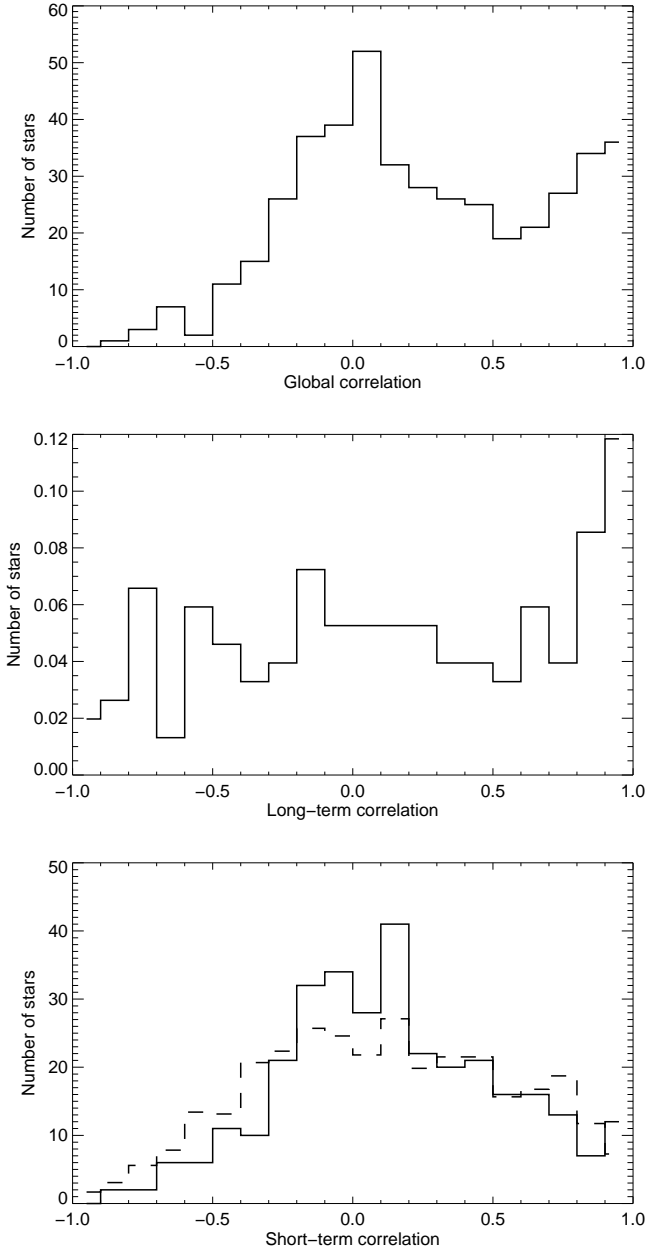 60
50
40
30
20
10
0
Number of stars
−1.0 −0.5 0.0 0.5 1.0
Global correlation
0.12
0.10
0.08
0.06
0.04
0.02
0.00
Number of stars
−1.0 −0.5 0.0 0.5 1.0
Long−term correlation
50
40
30
20
10
0
Number of stars
−1.0 −0.5 0.0 0.5 1.0
Short−term correlation